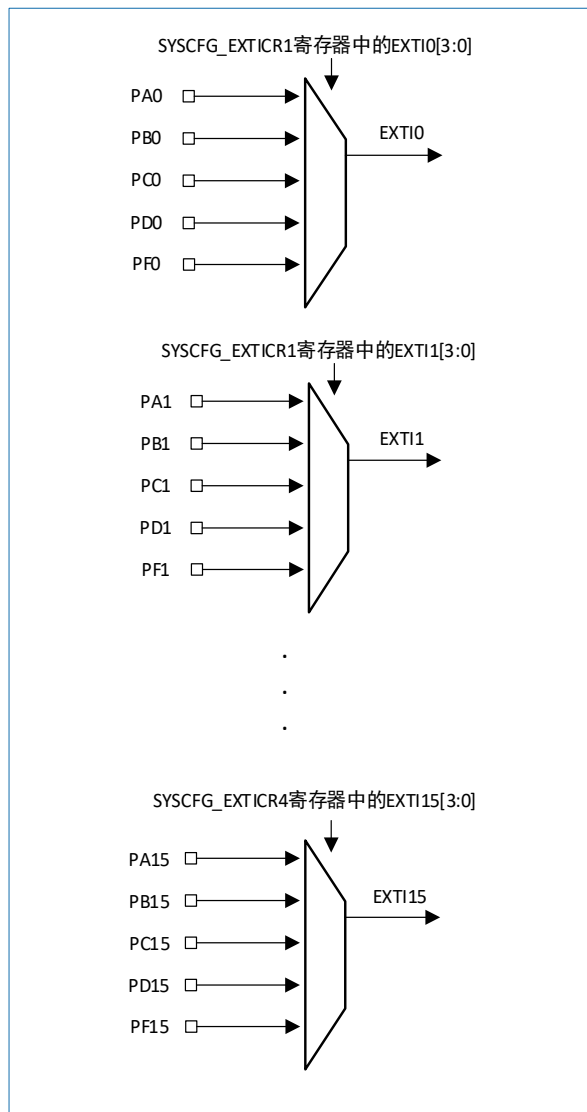 SYSCFG_EXTICR1寄存器中的EXTI0[3:0]
PA0
EXTI0
PB0
PC0
PD0
PF0
SYSCFG_EXTICR1寄存器中的EXTI1[3:0]
PA1
PB1
EXTI1
PC1
PD1
PF1
.
.
.
SYSCFG_EXTICR4寄存器中的EXTI15[3:0]
PA15
PB15
EXTI15
PC15
PD15
PF15